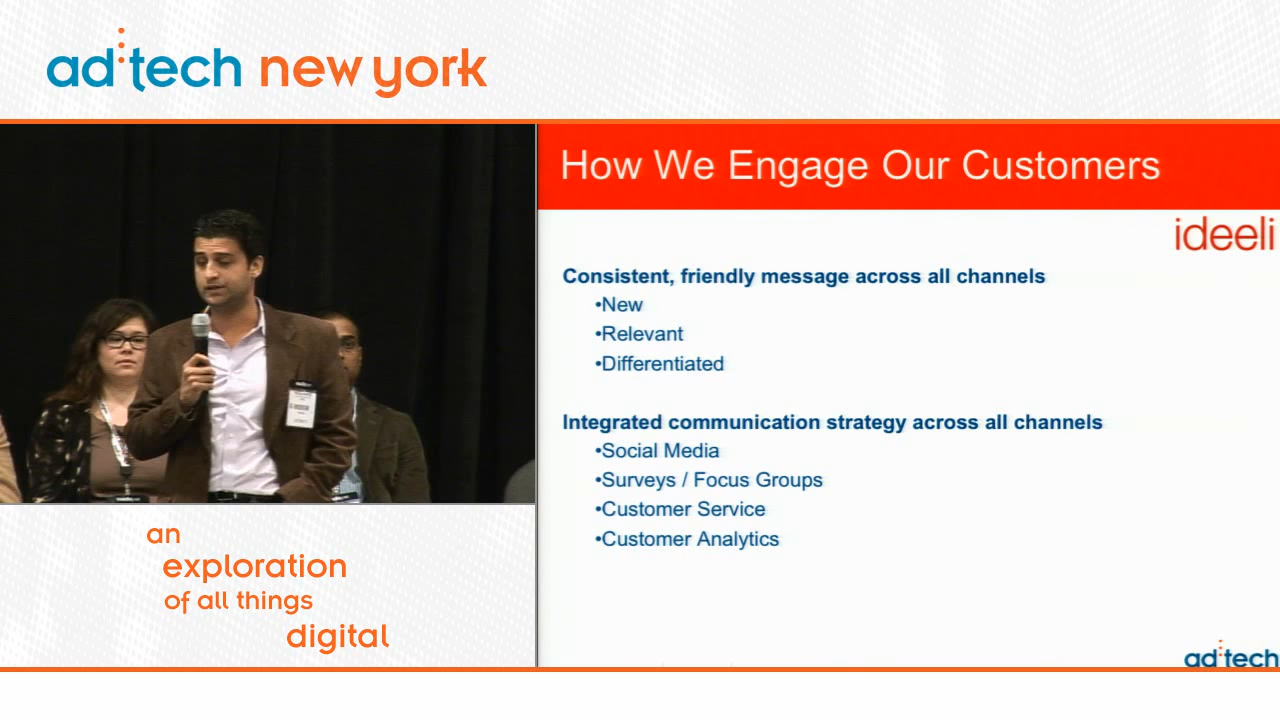 ad:tech new york
How We Engage Our Customers
ideeli
Consistent, friendly message across all channels
•New
•Relevant
•Differentiated
Integrated communication strategy across all channels
•Social Media
•Surveys / Focus Groups
•Customer Service
•Customer Analytics
an
exploration
of all things
digital
ad:tech